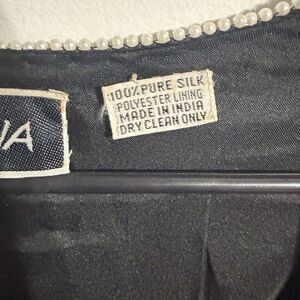 100% PURE SILK
POLYESTER LINING
MADE IN INDIA
DRY CLEAN ONLY